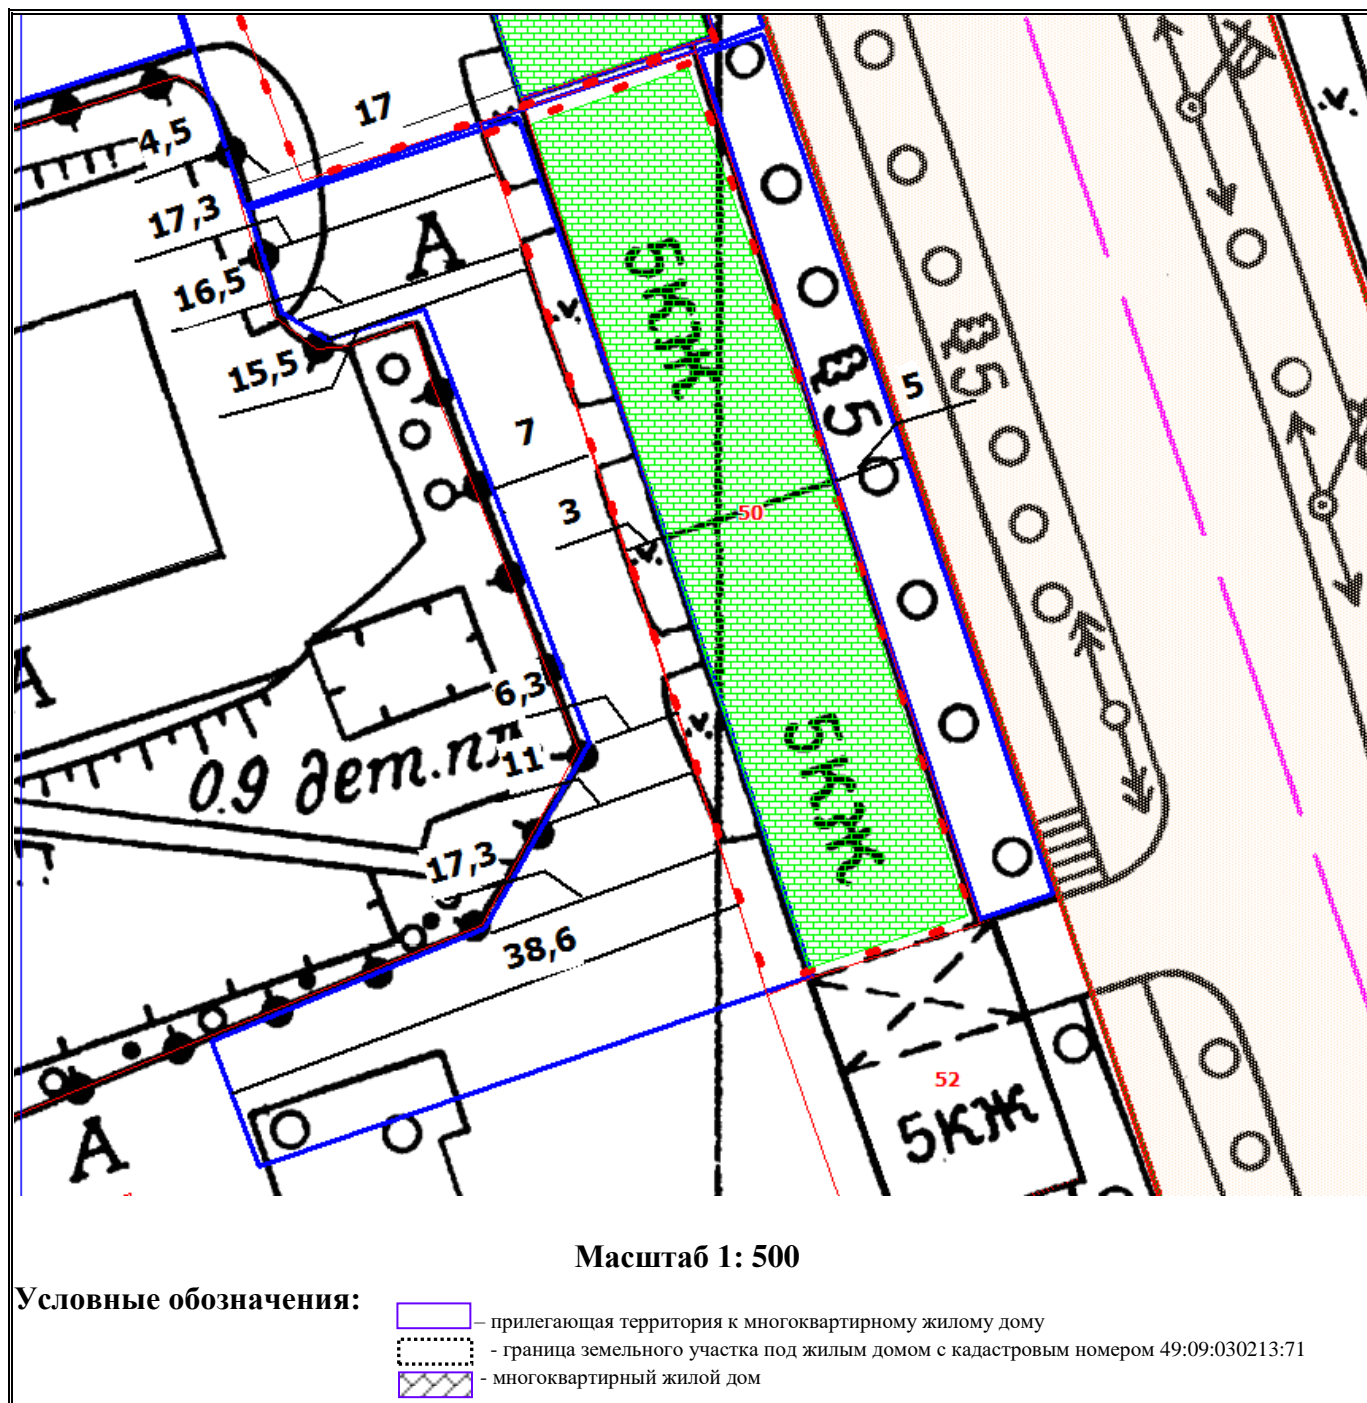 17
4,5
17,3
А
16,5
15,5
5КЖ
5
5
5
7
3
50
А
6,3
11
0.9 дет.пл
17,3
38,6
5КЖ
52
5КЖ
А
Масштаб 1: 500
Условные обозначения:
– прилегающая территория к многоквартирному жилому дому
- граница земельного участка под жилым домом с кадастровым номером 49:09:030213:71
- многоквартирный жилой дом